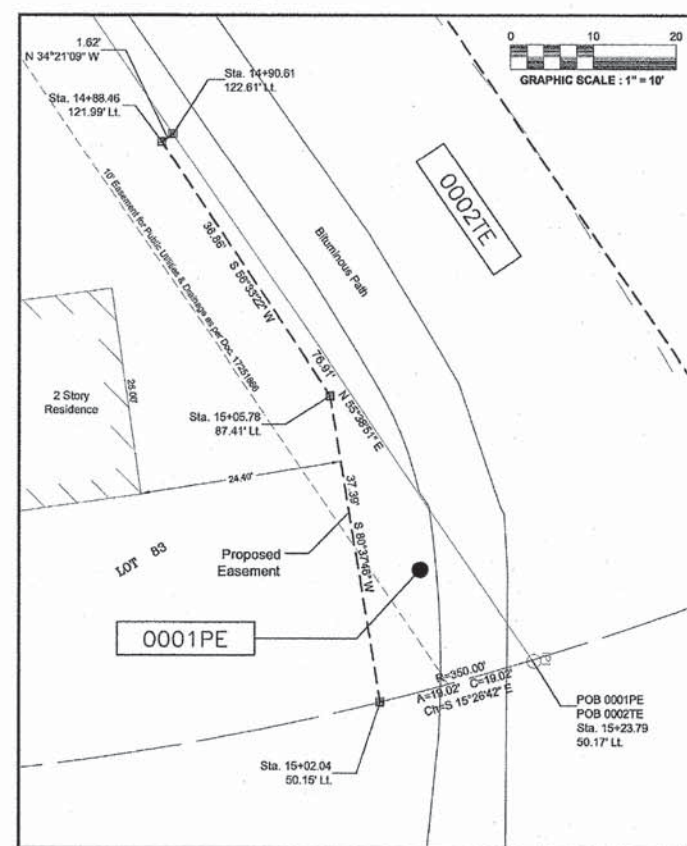 0 10 20
GRAPHIC SCALE : 1" = 10'
1.62'
N 34°21'09" W
Sta. 14+90.61
122.61' Lt.
Sta. 14+88.46
121.99' Lt.
0002TE
10' Easement for Public Utilities & Drainage as per Doc. 17251866
36.86' S 56°33'22" W
Bituminous Path
76.91' N 55°38'51" E
2 Story
Residence
25.00'
Sta. 15+05.78
87.41' Lt.
24.49'
37.39' S 80°37'46" W
LOT 83
Proposed
Easement
0001PE
R=350.00'
A=19.02' C=19.02'
Ch=S 15°26'42" E
POB 0001PE
POB 0002TE
Sta. 15+23.79
50.17' Lt.
Sta. 15+02.04
50.15' Lt.